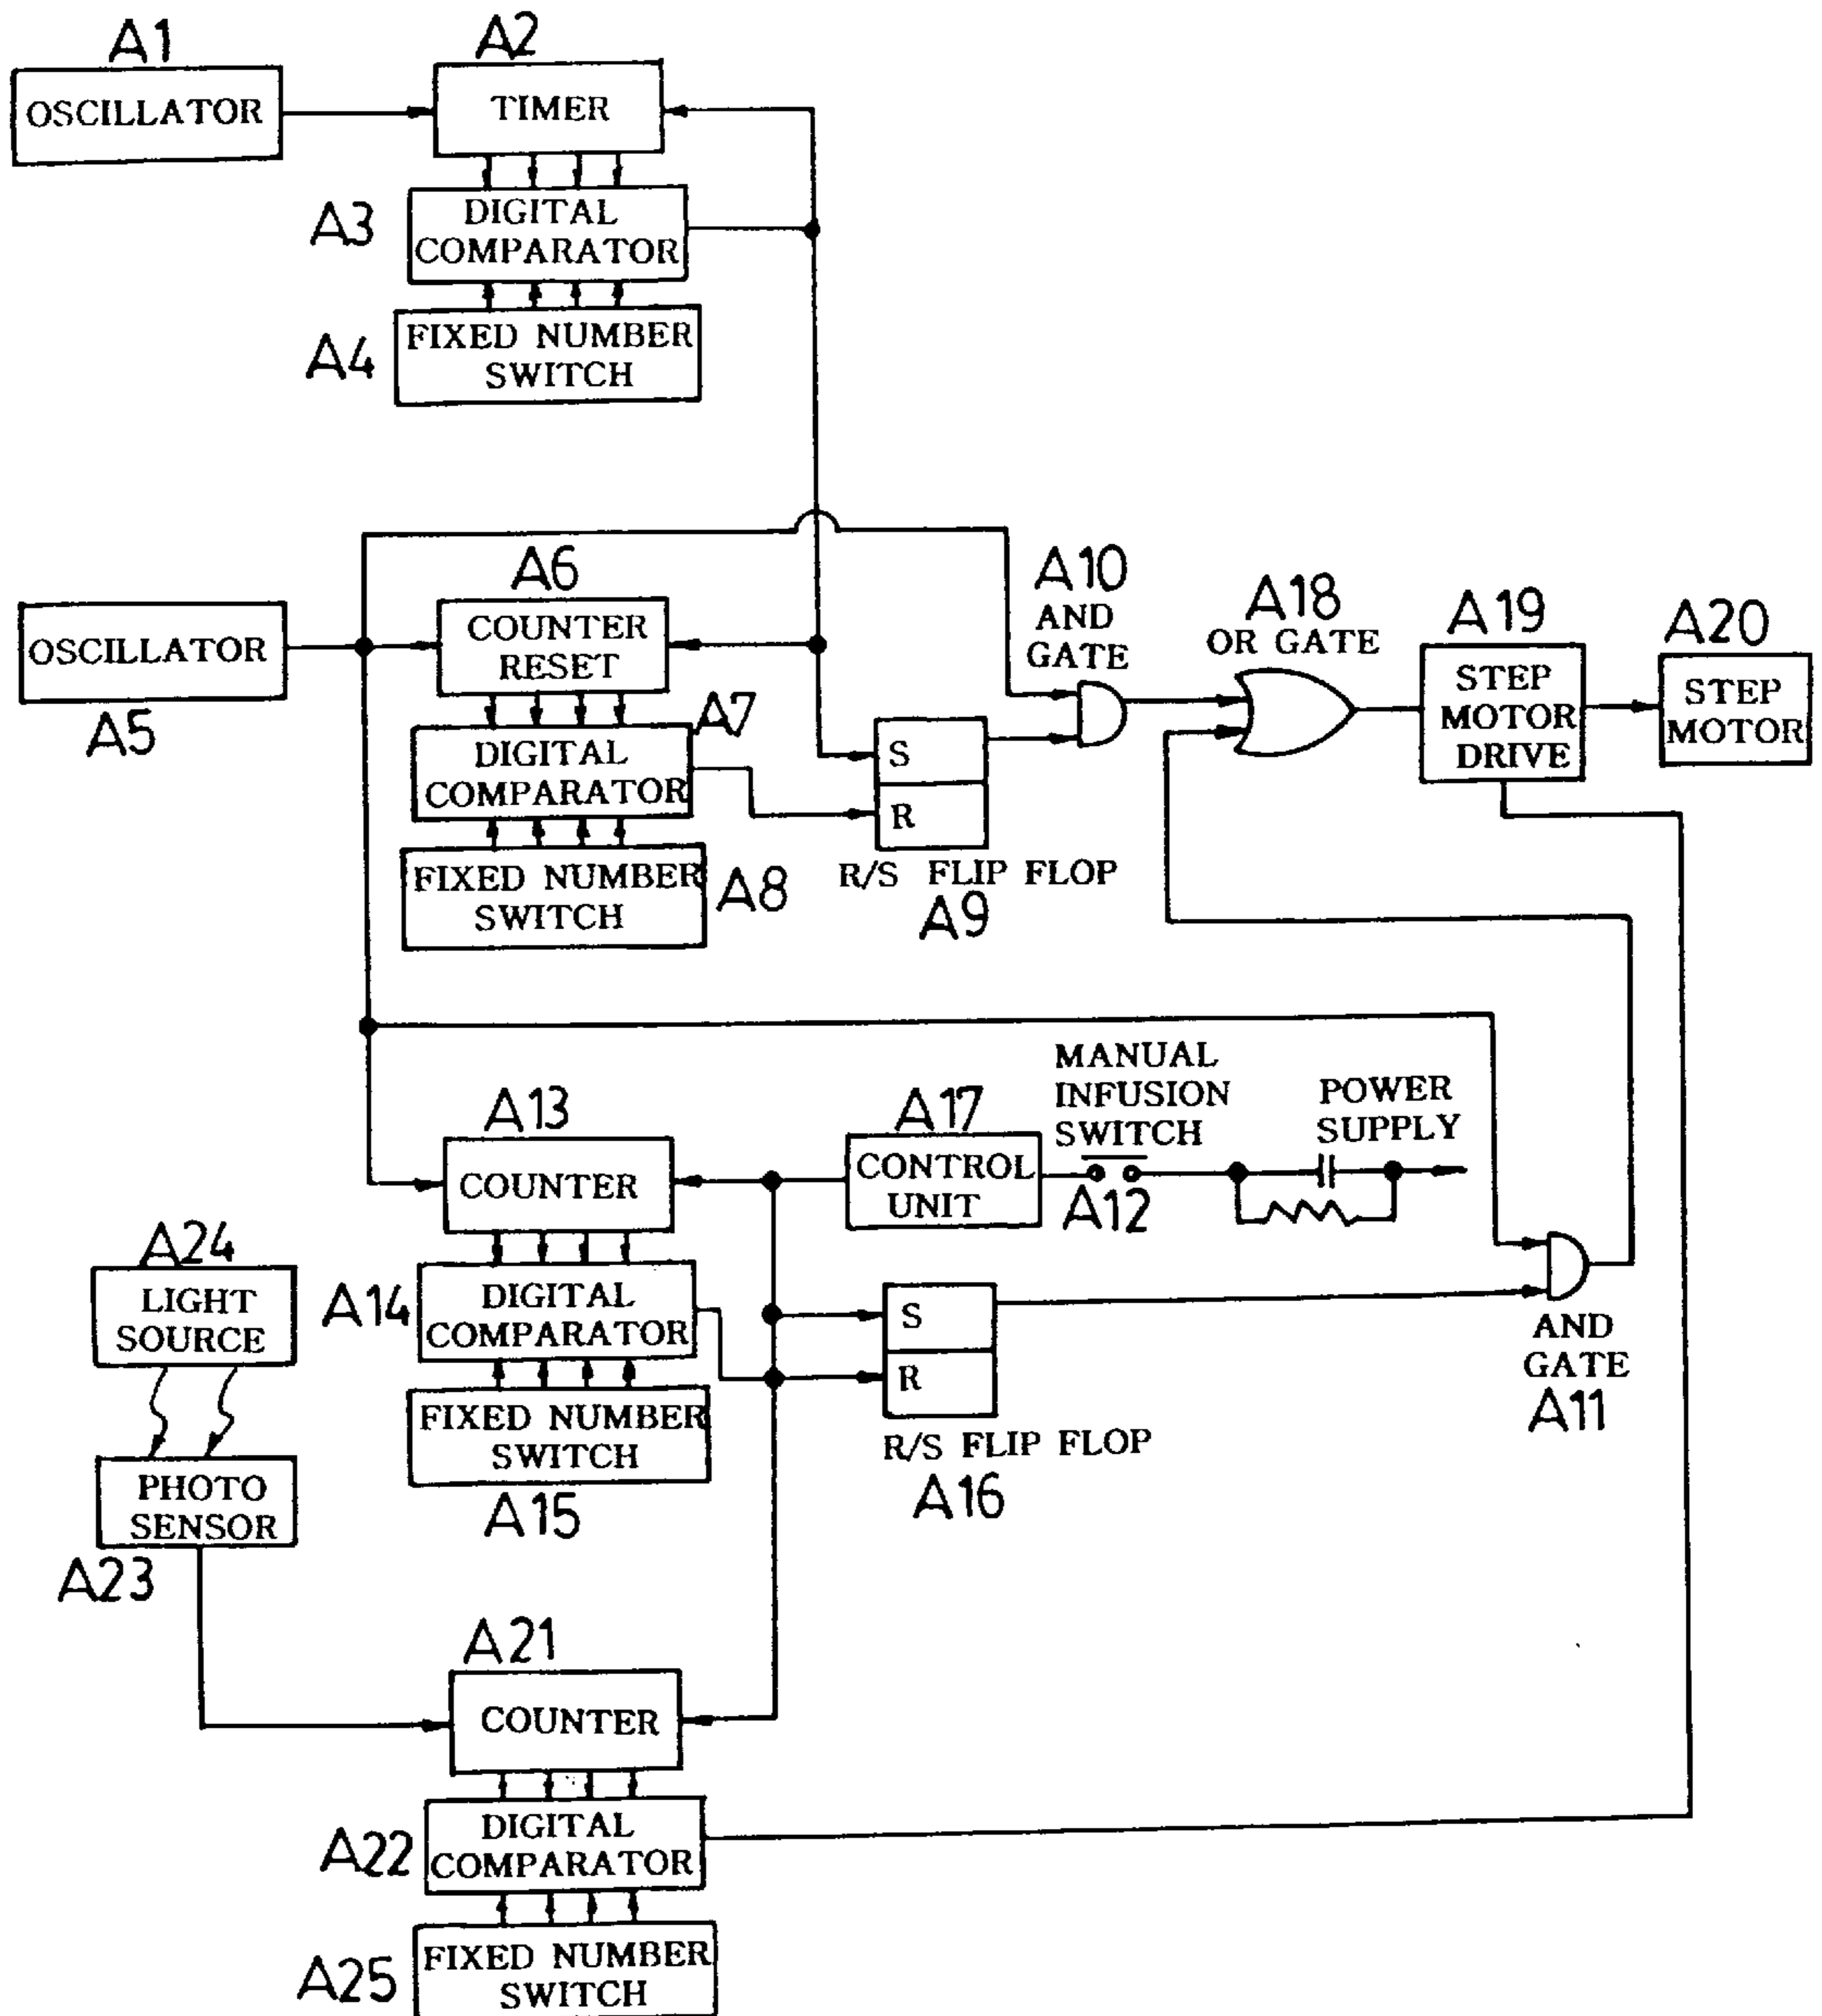 A1
OSCILLATOR
A2
TIMER
A3
DIGITAL
COMPARATOR
A4
FIXED NUMBER
SWITCH
A5
OSCILLATOR
A6
COUNTER
RESET
A7
DIGITAL
COMPARATOR
A8
FIXED NUMBER
SWITCH
S
R
R/S FLIP FLOP
A9
A10
AND
GATE
A18
OR GATE
A19
STEP
MOTOR
DRIVE
A20
STEP
MOTOR
A13
COUNTER
A17
CONTROL
UNIT
MANUAL
INFUSION
SWITCH
A12
POWER
SUPPLY
A24
LIGHT
SOURCE
A14
DIGITAL
COMPARATOR
S
R
R/S FLIP FLOP
A16
AND
GATE
A11
FIXED NUMBER
SWITCH
A15
PHOTO
SENSOR
A23
A21
COUNTER
A22
DIGITAL
COMPARATOR
A25
FIXED NUMBER
SWITCH